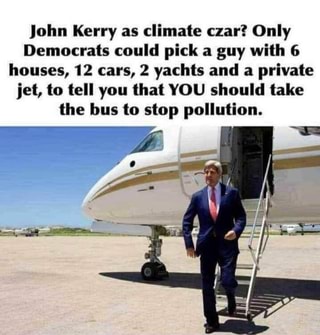 John Kerry as climate czar? Only
Democrats could pick a guy with 6
houses, 12 cars, 2 yachts and a private
jet, to tell you that YOU should take
the bus to stop pollution.